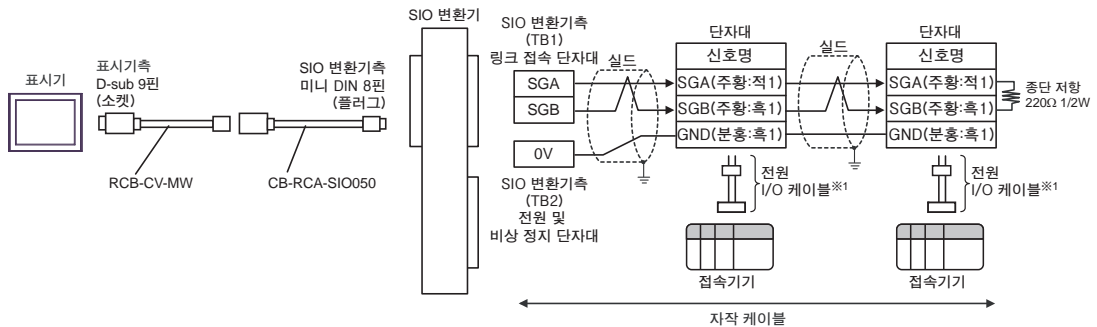 표시기
표시기측
D-sub 9핀
(소켓)
RCB-CV-MW
SIO 변환기측
미니 DIN 8핀
(플러그)
CB-RCA-SIO050
SIO 변환기
SIO 변환기측
(TB1)
링크 접속 단자대
SGA
SGB
0V
SIO 변환기측
(TB2)
전원 및
비상 정지 단자대
실드
단자대
신호명
SGA(주황:적1)
SGB(주황:흑1)
GND(분홍:흑1)
전원
I/O 케이블※1
접속기기
실드
단자대
신호명
SGA(주황:적1)
SGB(주황:흑1)
GND(분홍:흑1)
종단 저항
220Ω 1/2W
전원
I/O 케이블※1
접속기기
자작 케이블